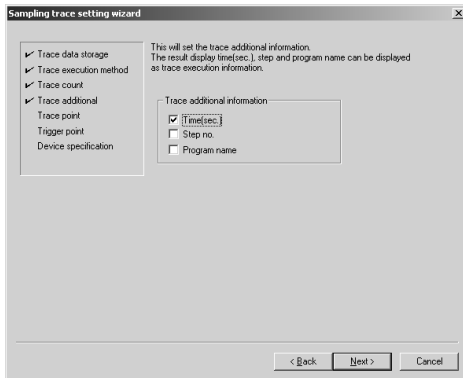 Sampling trace setting wizard
Trace data storage
Trace execution method
Trace count
Trace additional
Trace point
Trigger point
Device specification
This will set the trace additional information.
The result display time(sec.), step and program name can be displayed
as trace execution information.
Trace additional information
Time(sec.)
Step no.
Program name
< Back
Next >
Cancel